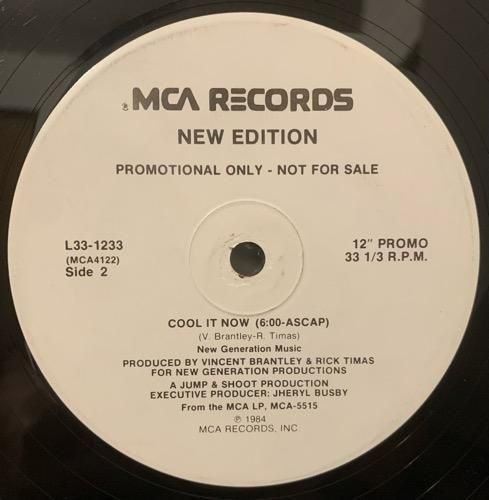 ℗ MCA RECORDS
NEW EDITION
PROMOTIONAL ONLY - NOT FOR SALE
L33-1233
(MCA4122)
Side 2
12" PROMO
33 1/3 R.P.M.
COOL IT NOW (6:00-ASCAP)
(V. Brantley-R. Timas)
New Generation Music
PRODUCED BY VINCENT BRANTLEY & RICK TIMAS
FOR NEW GENERATION PRODUCTIONS
A JUMP & SHOOT PRODUCTION
EXECUTIVE PRODUCER: JHERYL BUSBY
From the MCA LP, MCA-5515
℗ 1984
MCA RECORDS, INC.